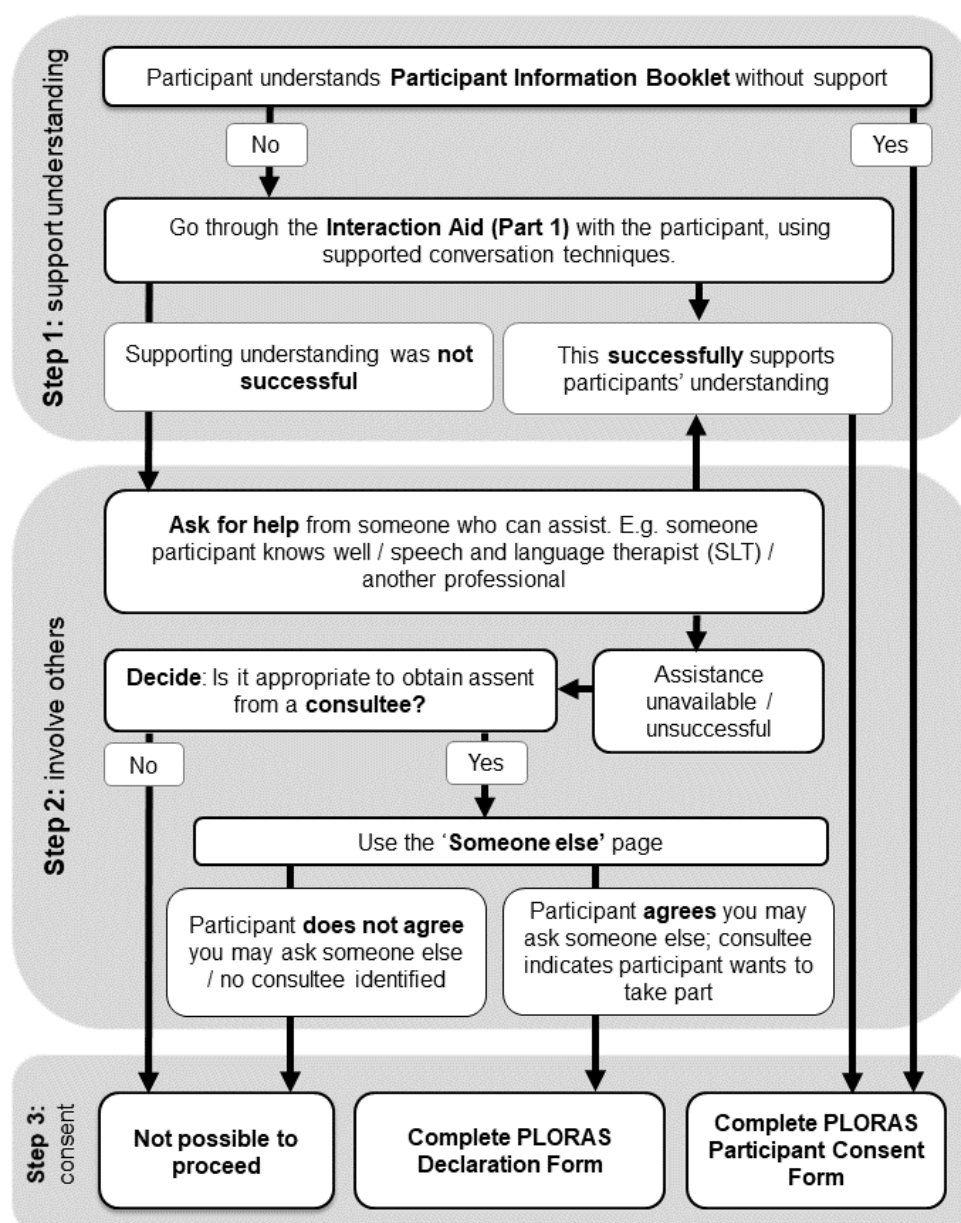 Step 1: support understanding
Participant understands Participant Information Booklet without support
No
Yes
Go through the Interaction Aid (Part 1) with the participant, using
supported conversation techniques.
Supporting understanding was not
successful
This successfully supports
participants’ understanding
Step 2: involve others
Ask for help from someone who can assist. E.g. someone
participant knows well / speech and language therapist (SLT) /
another professional
Decide: Is it appropriate to obtain assent
from a consultee?
Assistance
unavailable /
unsuccessful
No
Yes
Use the ‘Someone else’ page
Participant does not agree
you may ask someone else
/ no consultee identified
Participant agrees you may
ask someone else; consultee
indicates participant wants to
take part
Step 3:
consent
Not possible to
proceed
Complete PLORAS
Declaration Form
Complete PLORAS
Participant Consent
Form